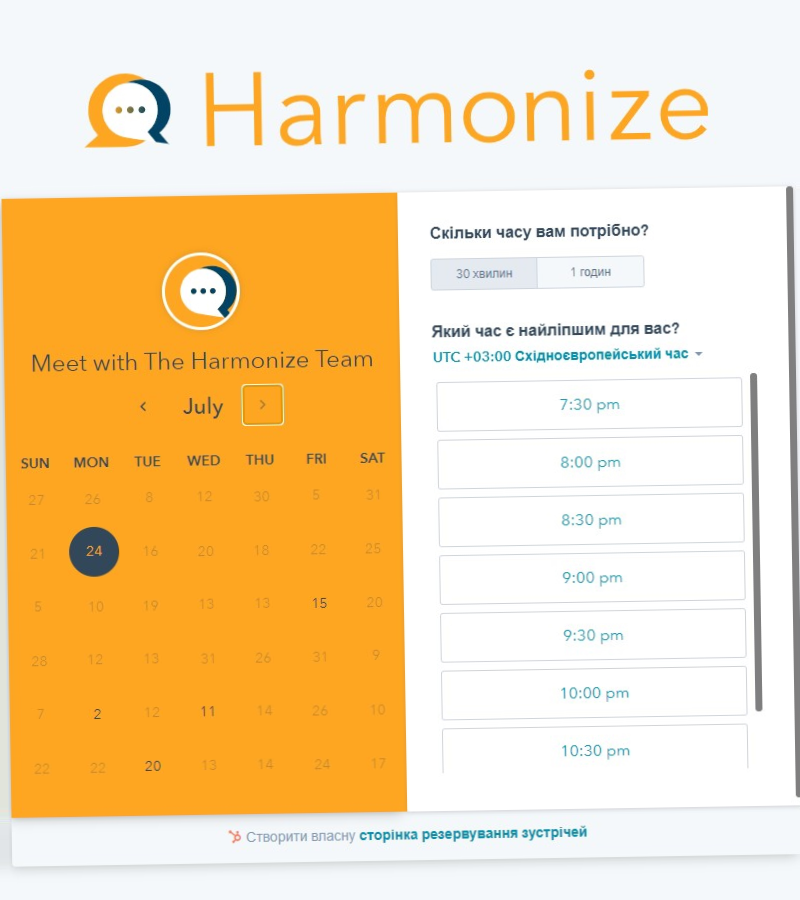 Harmonize
Meet with The Harmonize Team
July
SUN MON TUE WED THU FRI SAT
27 26 8 12 30 5 31
21 24 16 20 18 22 25
5 10 19 13 13 15 20
28 12 13 31 26 31 9
7 2 12 11 14 26 10
22 22 20 13 14 24 17
Скільки часу вам потрібно?
30 хвилин 1 годин
Який час є найліпшим для вас?
UTC +03:00 Східноєвропейський час
7:30 pm
8:00 pm
8:30 pm
9:00 pm
9:30 pm
10:00 pm
10:30 pm
Створити власну сторінка резервування зустрічей